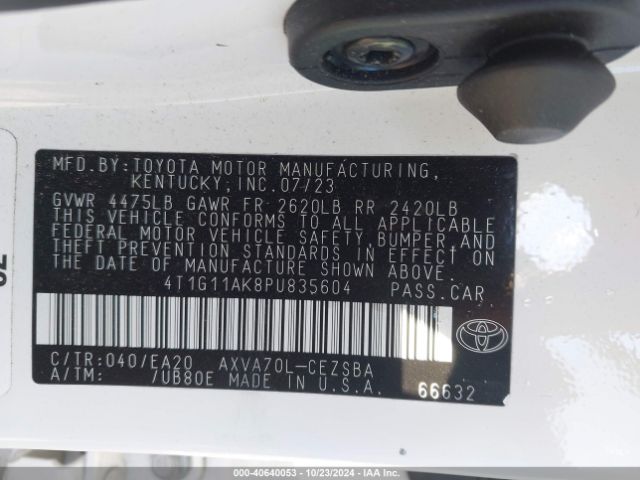 MFD.BY:TOYOTA MOTOR MANUFACTURING,
KENTUCKY,INC.07/23
GVWR 4475LB GAWR FR 2620LB RR 2420LB
THIS VEHICLE CONFORMS TO ALL APPLICABLE
FEDERAL MOTOR VEHICLE SAFETY,BUMPER AND
THEFT PREVENTION STANDARDS IN EFFECT ON
THE DATE OF MANUFACTURE SHOWN ABOVE.
4T1G11AK8PU835604 PASS.CAR
C/TR:040/EA20 AXVA70L-CEZSBA
A/TM: /UB80E MADE IN U.S.A. 66632
000-40640053 - 10/23/2024 - IAA Inc.